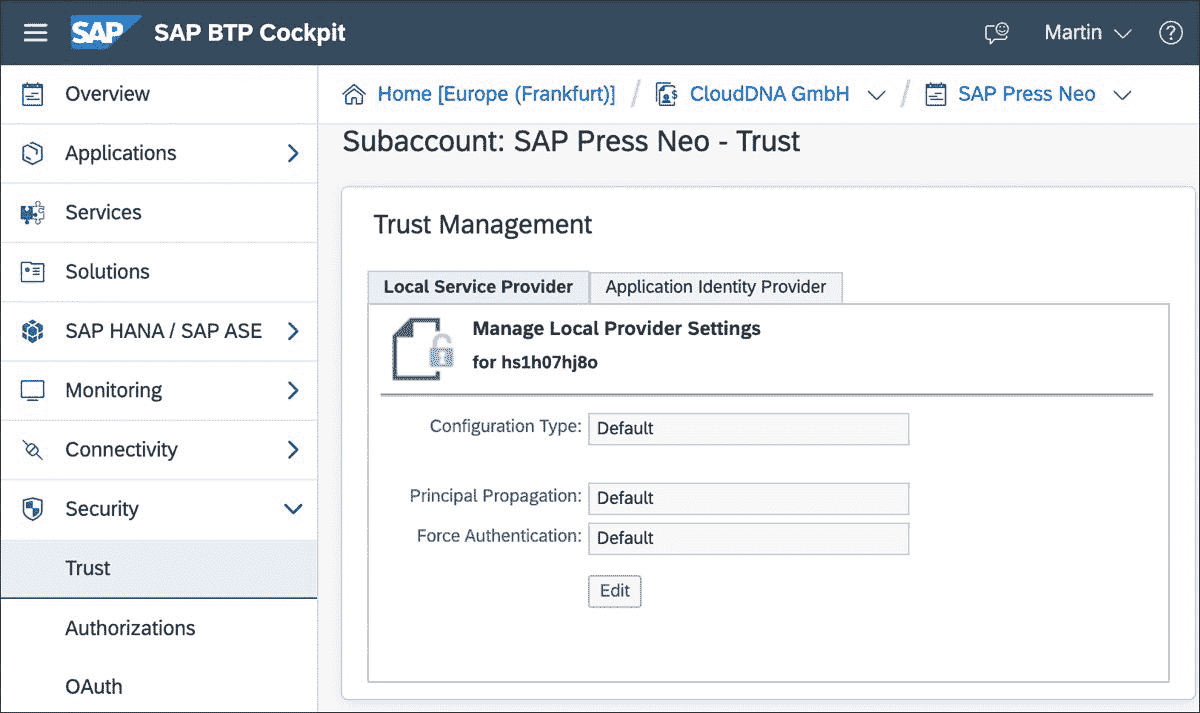 SAP SAP BTP Cockpit
Martin
Overview
Applications
Services
Solutions
SAP HANA / SAP ASE
Monitoring
Connectivity
Security
Trust
Authorizations
OAuth
Home [Europe (Frankfurt)] / CloudDNA GmbH / SAP Press Neo
Subaccount: SAP Press Neo - Trust
Trust Management
Local Service Provider Application Identity Provider
Manage Local Provider Settings
for hs1h07hj8o
Configuration Type: Default
Principal Propagation: Default
Force Authentication: Default
Edit